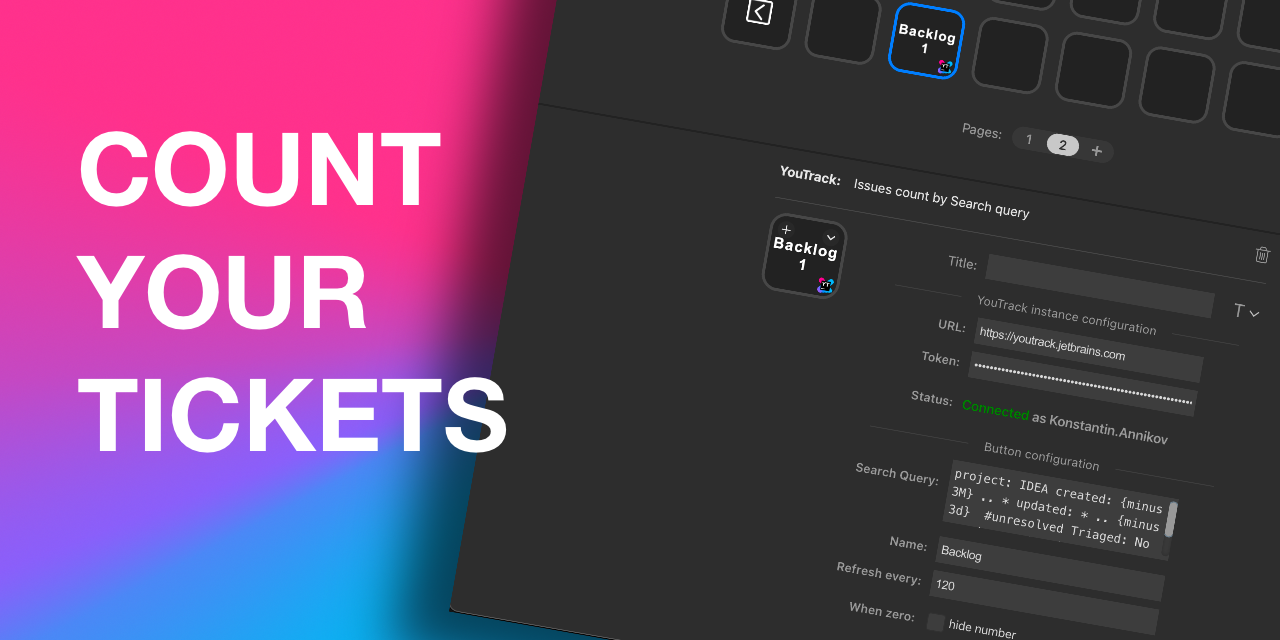 COUNT
YOUR
TICKETS
Backlog
1
Pages: 1 2 +
YouTrack: Issues count by Search query
Backlog
1
Title:
T
YouTrack instance configuration
URL: https://youtrack.jetbrains.com
Token: ••••••••••••••••••••••••••••••••••••••••••••••••••••••
Status: Connected as Konstantin.Annikov
Button configuration
Search Query: project: IDEA created: {minus
3M} .. * updated: * .. {minus
3d} #unresolved Triaged: No
Name: Backlog
Refresh every: 120
When zero: hide number